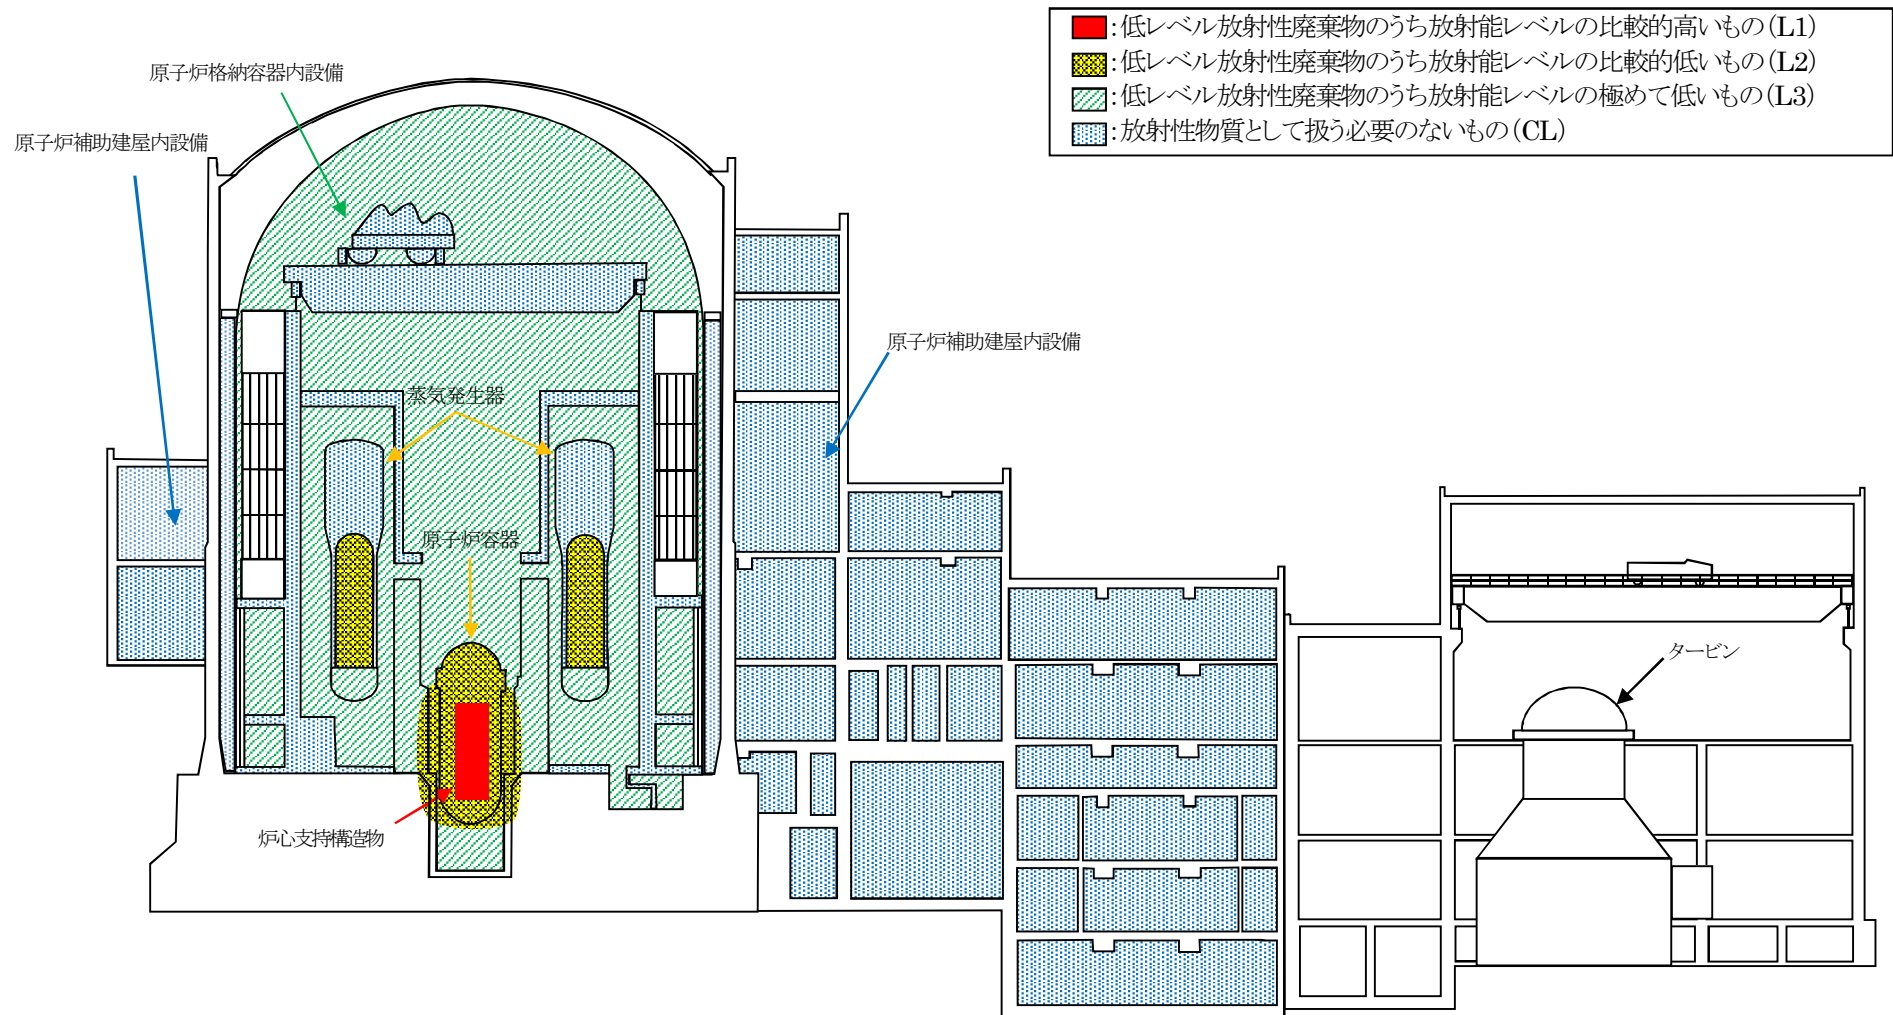 :低レベル放射性廃棄物のうち放射能レベルの比較的高いもの(L1)
:低レベル放射性廃棄物のうち放射能レベルの比較的低いもの(L2)
:低レベル放射性廃棄物のうち放射能レベルの極めて低いもの(L3)
:放射性物質として扱う必要のないもの(CL)
原子炉格納容器内設備
原子炉補助建屋内設備
原子炉補助建屋内設備
蒸気発生器
原子炉容器
タービン
炉心支持構造物